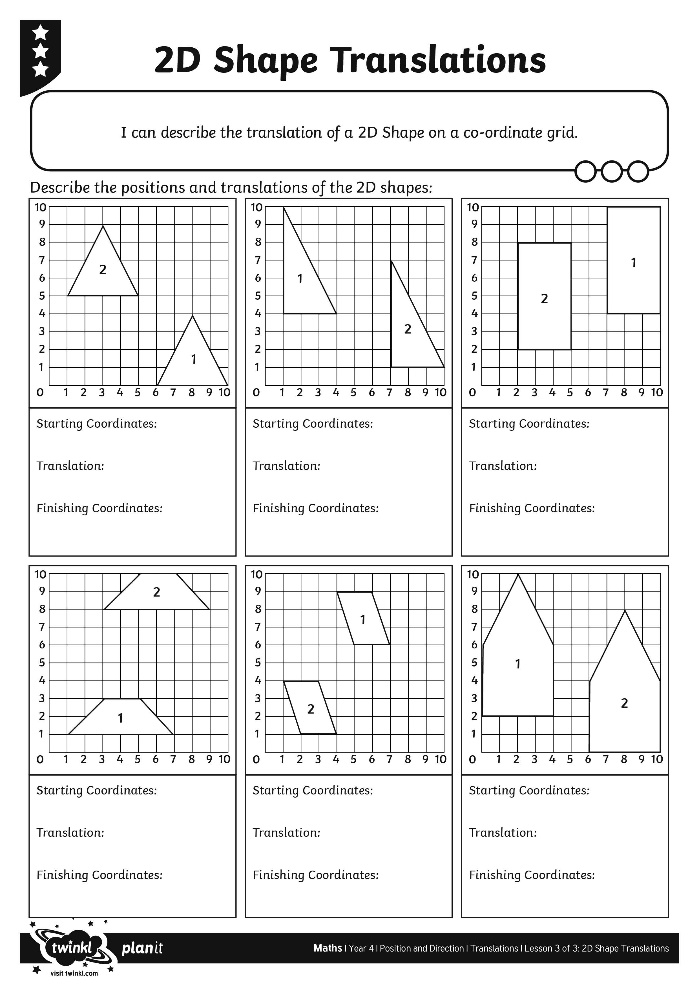 2D Shape Translations
I can describe the translation of a 2D Shape on a co-ordinate grid.
Describe the positions and translations of the 2D shapes:
10
9
8
7
6
5
4
3
2
1
0 1 2 3 4 5 6 7 8 9 10
2
1
Starting Coordinates:
Translation:
Finishing Coordinates:
10
9
8
7
6
5
4
3
2
1
0 1 2 3 4 5 6 7 8 9 10
1
2
Starting Coordinates:
Translation:
Finishing Coordinates:
10
9
8
7
6
5
4
3
2
1
0 1 2 3 4 5 6 7 8 9 10
1
2
Starting Coordinates:
Translation:
Finishing Coordinates:
10
9
8
7
6
5
4
3
2
1
0 1 2 3 4 5 6 7 8 9 10
2
1
Starting Coordinates:
Translation:
Finishing Coordinates:
10
9
8
7
6
5
4
3
2
1
0 1 2 3 4 5 6 7 8 9 10
1
2
Starting Coordinates:
Translation:
Finishing Coordinates:
10
9
8
7
6
5
4
3
2
1
0 1 2 3 4 5 6 7 8 9 10
1
2
Starting Coordinates:
Translation:
Finishing Coordinates:
twinkl planit
visit twinkl.com
Maths | Year 4 | Position and Direction | Translations | Lesson 3 of 3: 2D Shape Translations